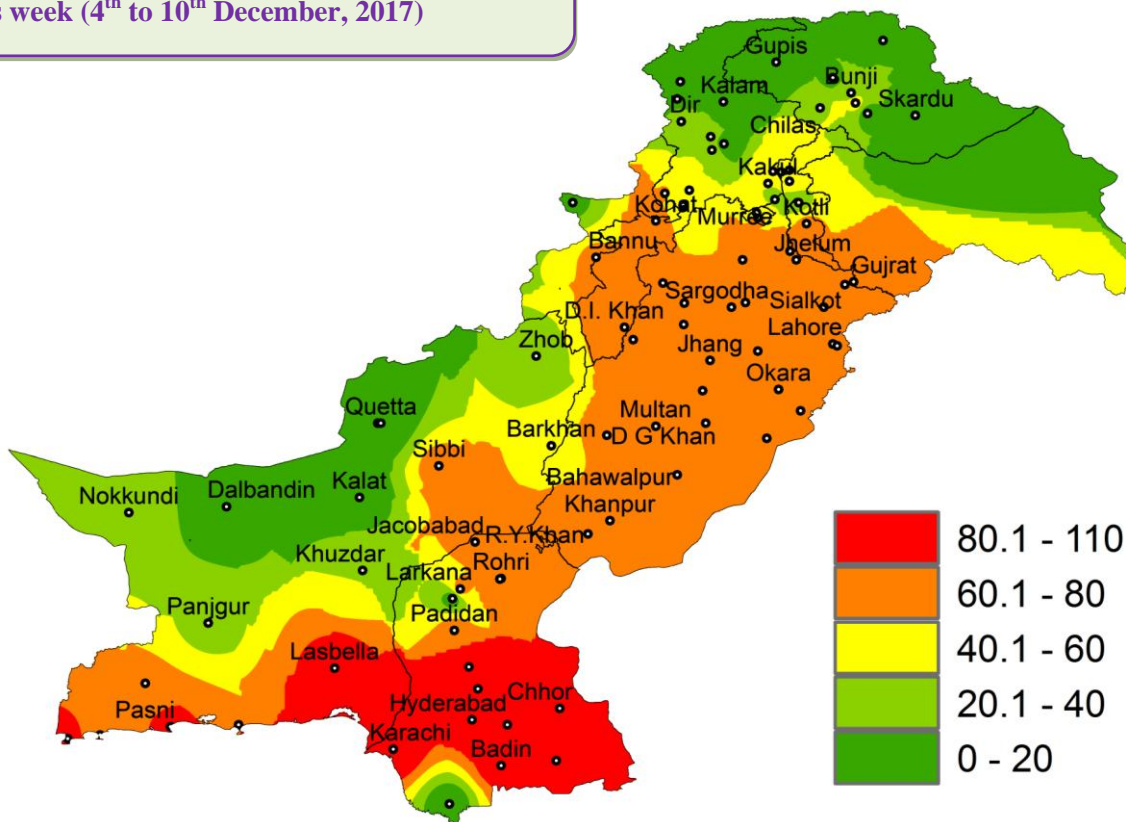 s week (4th to 10th December, 2017)
Gupis
Bunji
Kalam
Skardu
Dir
Chilas
Kakul
Kohat
Murree
Kotli
Bannu
Jhelum
Gujrat
Sargodha
Sialkot
D.I. Khan
Lahore
Zhob
Jhang
Okara
Quetta
Multan
Barkhan
D G Khan
Sibbi
Bahawalpur
Nokkundi
Dalbandin
Kalat
Khanpur
Jacobabad
R.Y.Khan
Khuzdar
Rohri
Larkana
Panjgur
Padidan
Lasbella
Pasni
Hyderabad
Chhor
Karachi
Badin
80.1 - 110
60.1 - 80
40.1 - 60
20.1 - 40
0 - 20